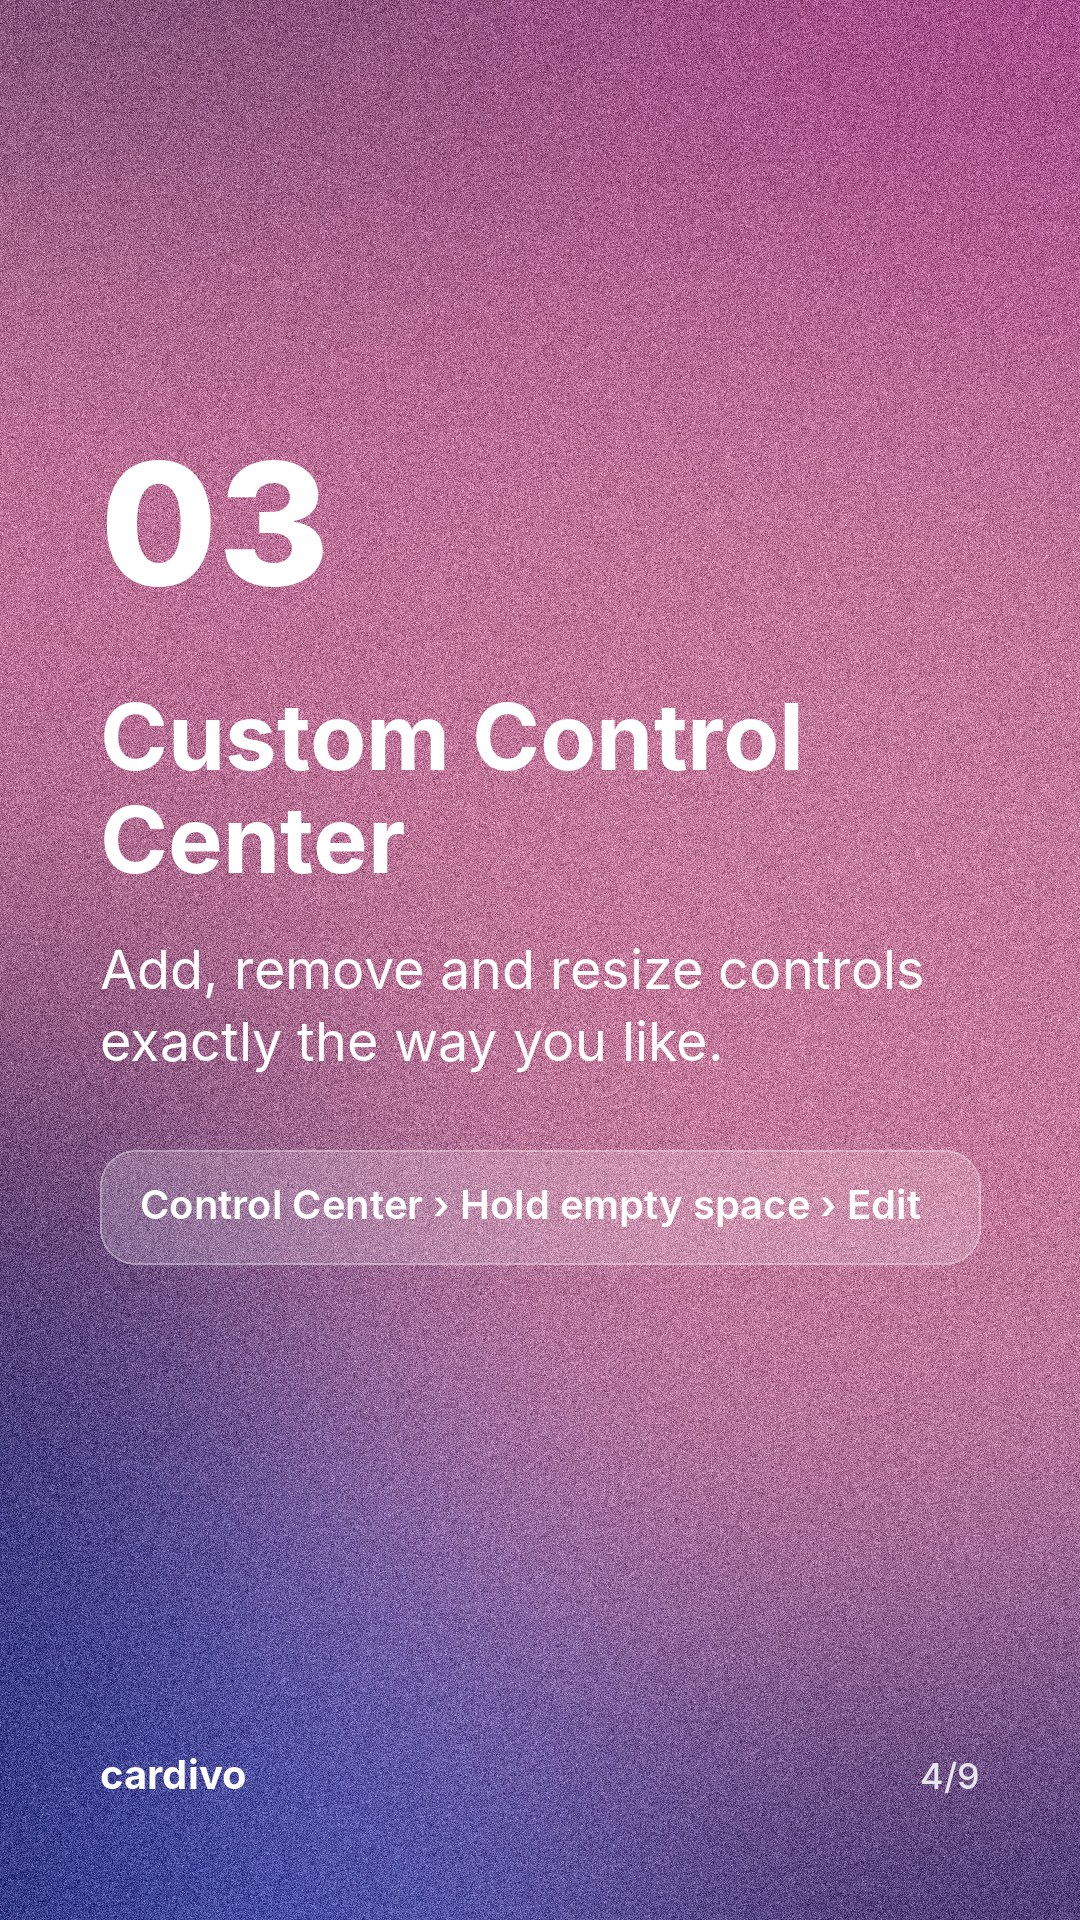 03
Custom Control
Center
Add, remove and resize controls
exactly the way you like.
Control Center › Hold empty space › Edit
cardivo
4/9